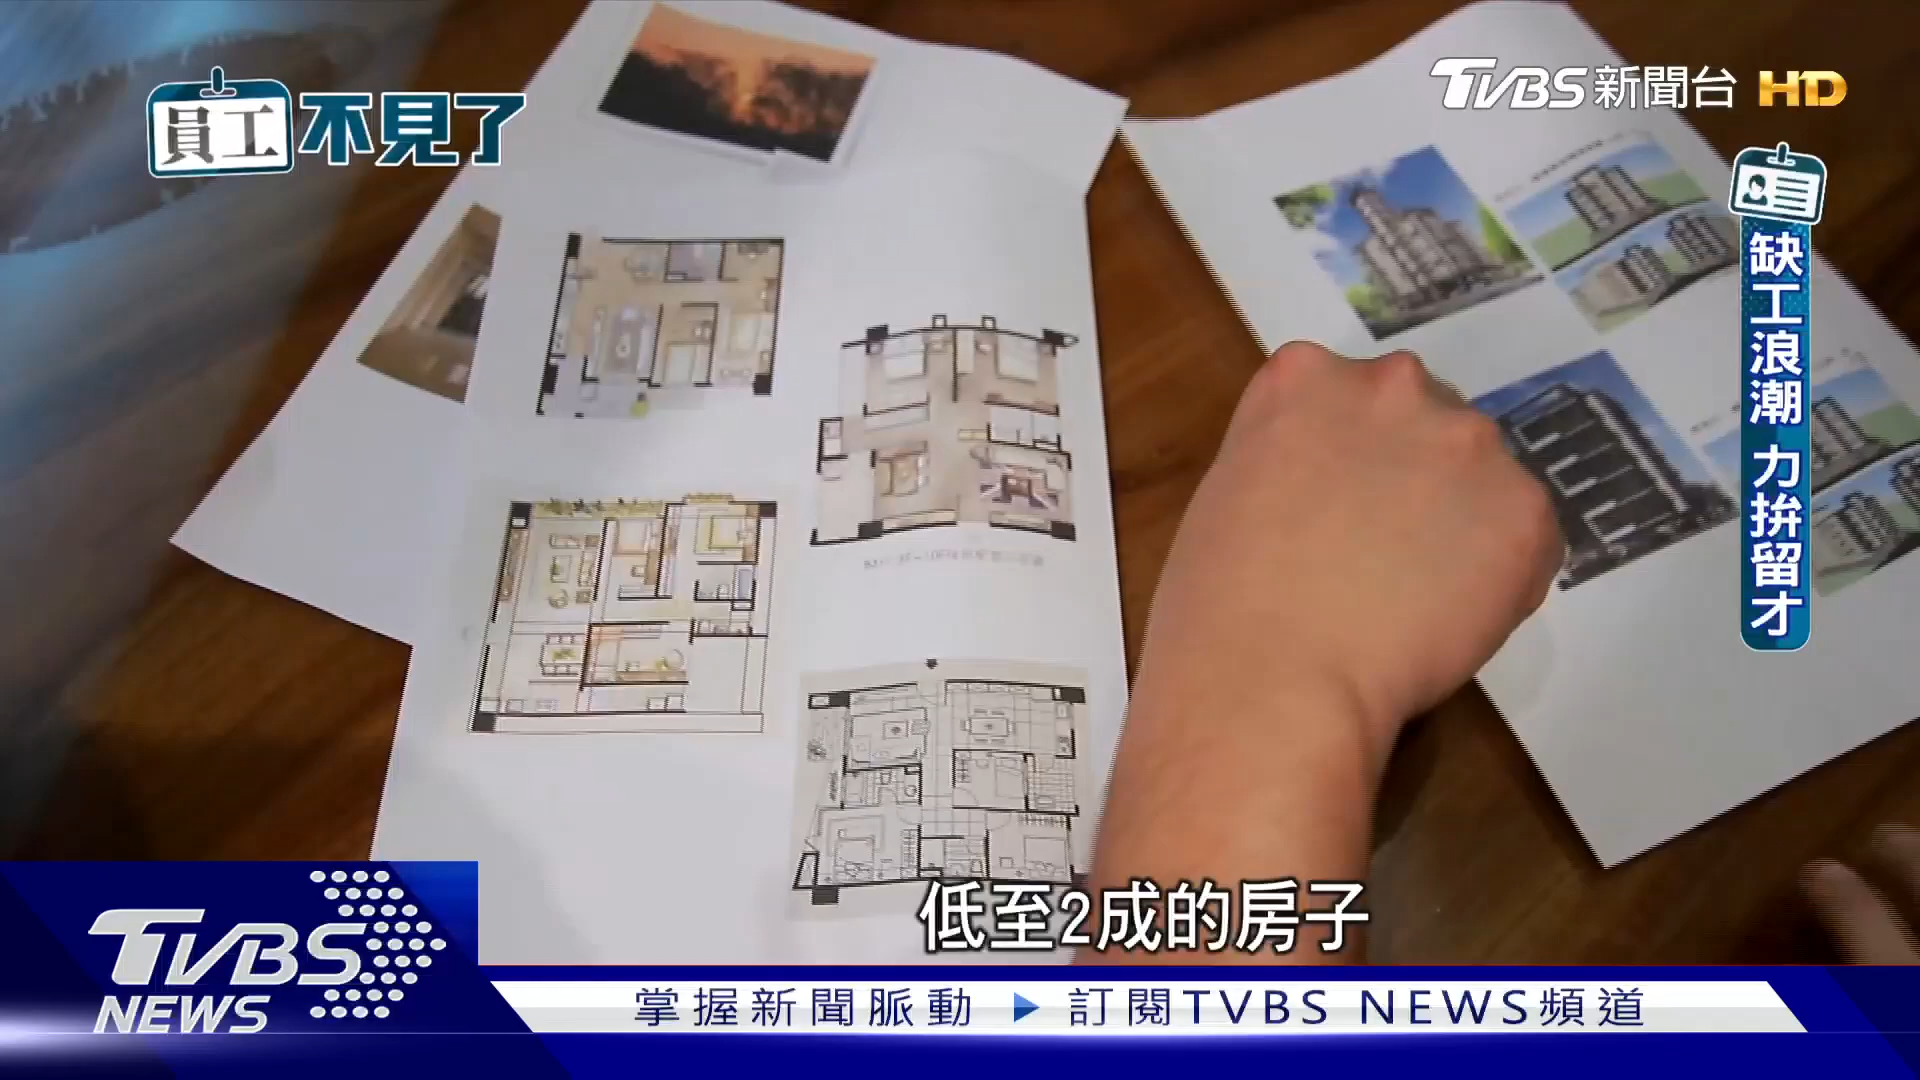 員工不見了
TVBS新聞台 HD
缺工浪潮 力拚留才
低至2成的房子
TVBS NEWS
掌握新聞脈動 ▶ 訂閱TVBS NEWS頻道